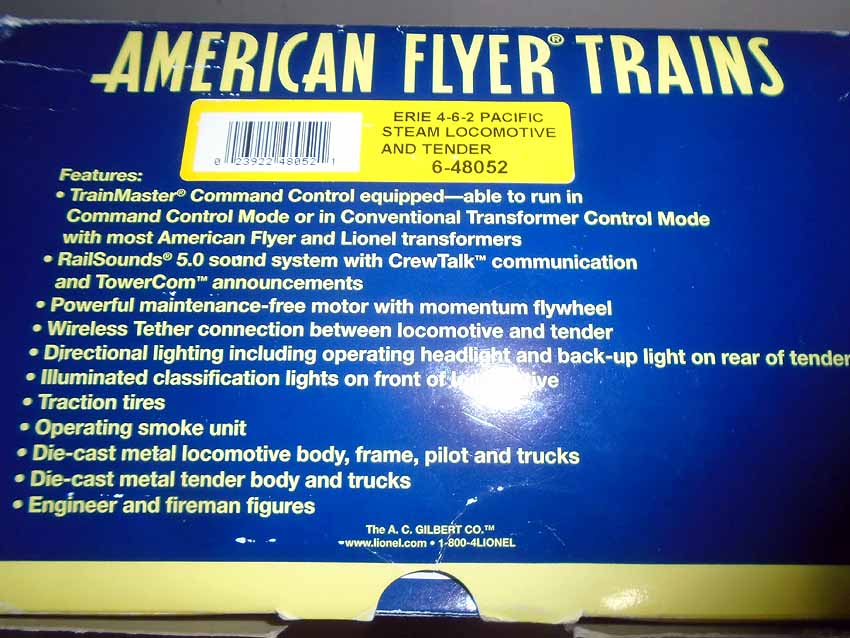 AMERICAN FLYER® TRAINS
ERIE 4-6-2 PACIFIC
STEAM LOCOMOTIVE
AND TENDER
6-48052
0 23922 48052 1
Features:
• TrainMaster® Command Control equipped—able to run in
Command Control Mode or in Conventional Transformer Control Mode
with most American Flyer and Lionel transformers
• RailSounds® 5.0 sound system with CrewTalk™ communication
and TowerCom™ announcements
• Powerful maintenance-free motor with momentum flywheel
• Wireless Tether connection between locomotive and tender
• Directional lighting including operating headlight and back-up light on rear of tender
• Illuminated classification lights on front of locomotive
• Traction tires
• Operating smoke unit
• Die-cast metal locomotive body, frame, pilot and trucks
• Die-cast metal tender body and trucks
• Engineer and fireman figures
The A. C. GILBERT CO.™
www.lionel.com • 1-800-4LIONEL